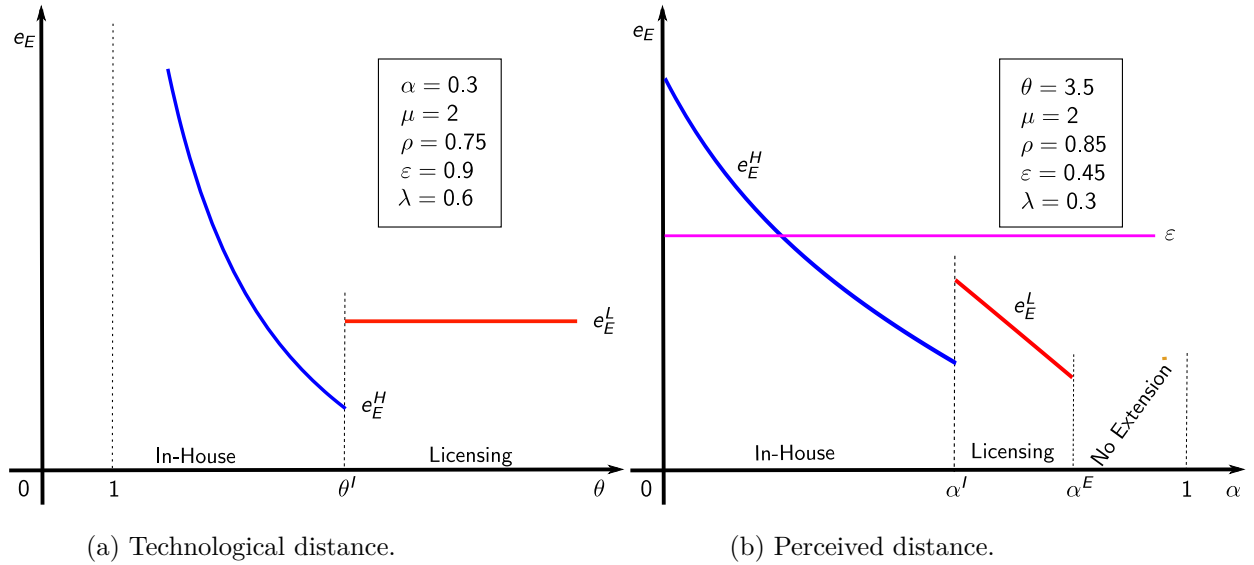 e_E
α = 0.3
μ = 2
ρ = 0.75
ε = 0.9
λ = 0.6
e_E^L
e_E^H
In-House
Licensing
0
1
θ^I
θ
(a) Technological distance.
e_E
θ = 3.5
μ = 2
ρ = 0.85
ε = 0.45
λ = 0.3
e_E^H
ε
e_E^L
In-House
Licensing
No Extension
0
α^I
α^E
1
α
(b) Perceived distance.